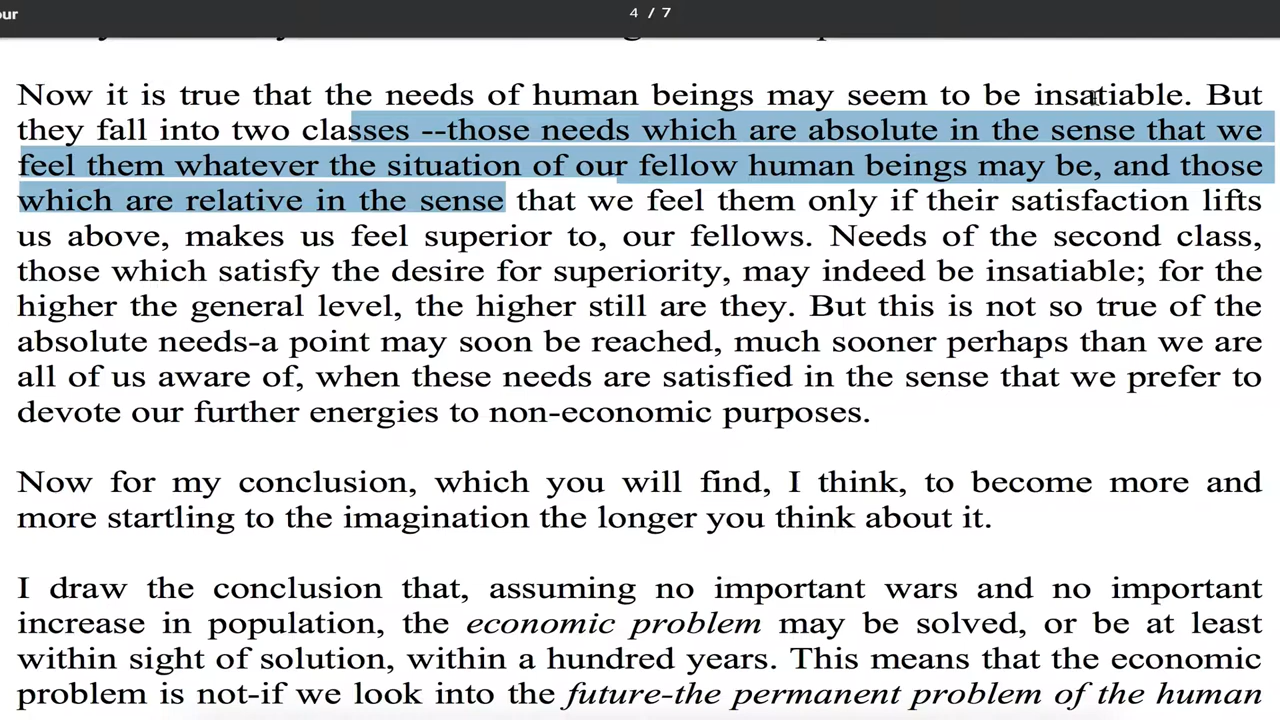 our
4 / 7
Now it is true that the needs of human beings may seem to be insatiable. But
they fall into two classes --those needs which are absolute in the sense that we
feel them whatever the situation of our fellow human beings may be, and those
which are relative in the sense that we feel them only if their satisfaction lifts
us above, makes us feel superior to, our fellows. Needs of the second class,
those which satisfy the desire for superiority, may indeed be insatiable; for the
higher the general level, the higher still are they. But this is not so true of the
absolute needs-a point may soon be reached, much sooner perhaps than we are
all of us aware of, when these needs are satisfied in the sense that we prefer to
devote our further energies to non-economic purposes.
Now for my conclusion, which you will find, I think, to become more and
more startling to the imagination the longer you think about it.
I draw the conclusion that, assuming no important wars and no important
increase in population, the economic problem may be solved, or be at least
within sight of solution, within a hundred years. This means that the economic
problem is not-if we look into the future-the permanent problem of the human